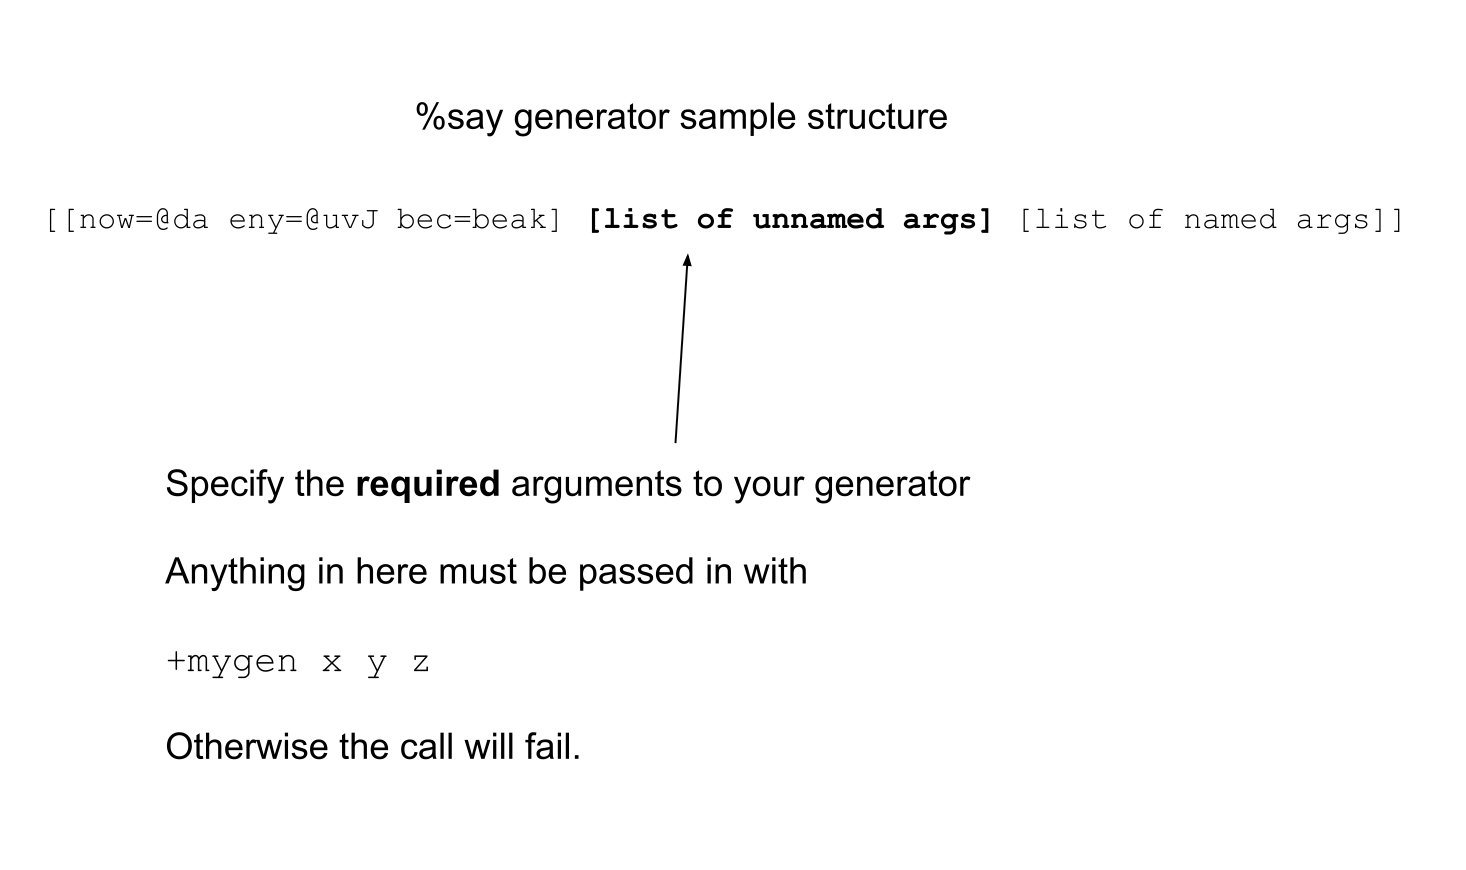 %say generator sample structure
[[now=@da eny=@uvJ bec=beak] [list of unnamed args] [list of named args]]
Specify the required arguments to your generator
Anything in here must be passed in with
+mygen x y z
Otherwise the call will fail.